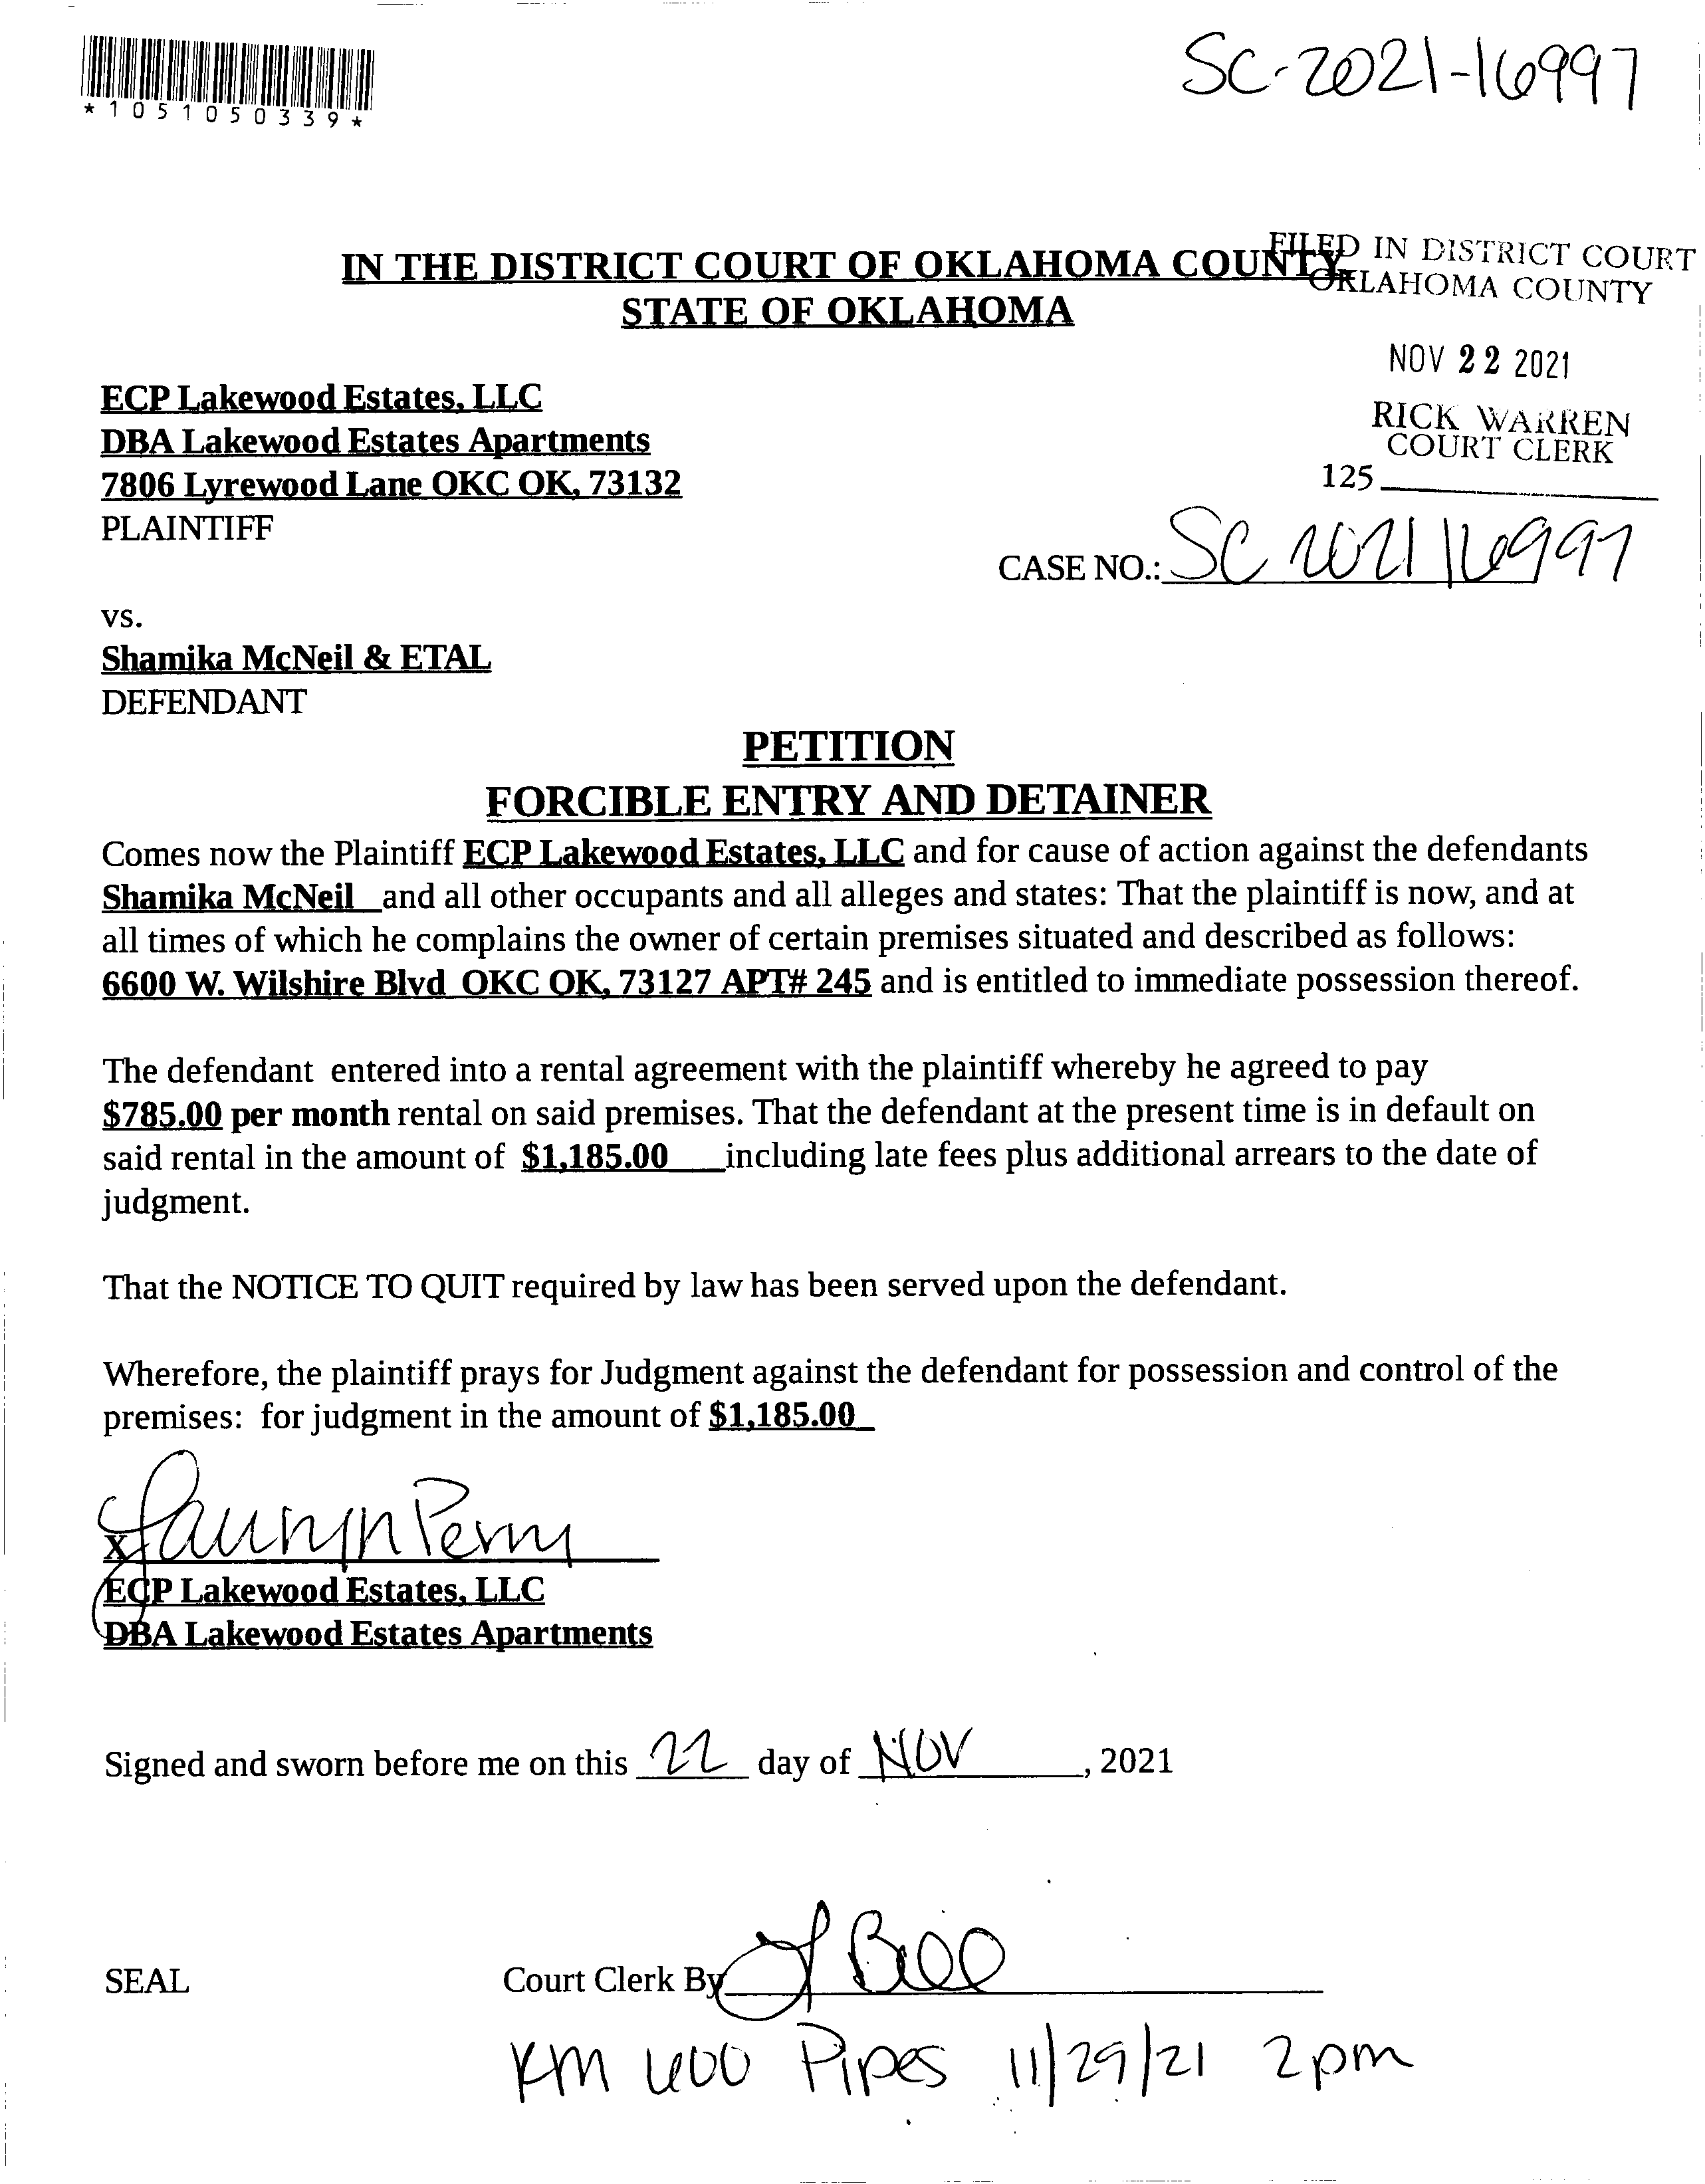 *1051050339*
SC-2021-16997
FILED IN DISTRICT COURT
OKLAHOMA COUNTY
IN THE DISTRICT COURT OF OKLAHOMA COUNTY
STATE OF OKLAHOMA
NOV 22 2021
RICK WARREN
COURT CLERK
125
ECP Lakewood Estates, LLC
DBA Lakewood Estates Apartments
7806 Lyrewood Lane OKC OK, 73132
PLAINTIFF
CASE NO.: SC 2021 16997
vs.
Shamika McNeil & ETAL
DEFENDANT
PETITION
FORCIBLE ENTRY AND DETAINER
Comes now the Plaintiff ECP Lakewood Estates, LLC and for cause of action against the defendants
Shamika McNeil and all other occupants and all alleges and states: That the plaintiff is now, and at
all times of which he complains the owner of certain premises situated and described as follows:
6600 W. Wilshire Blvd OKC OK, 73127 APT# 245 and is entitled to immediate possession thereof.
The defendant entered into a rental agreement with the plaintiff whereby he agreed to pay
$785.00 per month rental on said premises. That the defendant at the present time is in default on
said rental in the amount of $1,185.00 including late fees plus additional arrears to the date of
judgment.
That the NOTICE TO QUIT required by law has been served upon the defendant.
Wherefore, the plaintiff prays for Judgment against the defendant for possession and control of the
premises: for judgment in the amount of $1,185.00
X Perry
ECP Lakewood Estates, LLC
DBA Lakewood Estates Apartments
Signed and sworn before me on this 22 day of NOV, 2021
SEAL
Court Clerk By
RM 600 Pipes 11/29/21 2pm